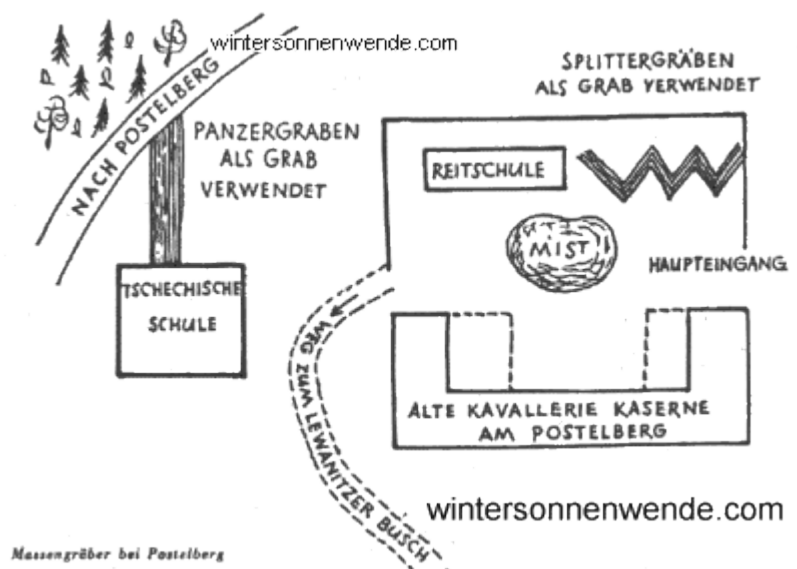 wintersonnenwende.com
NACH POSTELBERG
PANZERGRABEN
ALS GRAB
VERWENDET
TSCHECHISCHE
SCHULE
SPLITTERGRÄBEN
ALS GRAB VERWENDET
REITSCHULE
MIST
HAUPTEINGANG
WEG ZUM LEWANITZER BUSCH
ALTE KAVALLERIE KASERNE
AM POSTELBERG
wintersonnenwende.com
Massengräber bei Postelberg